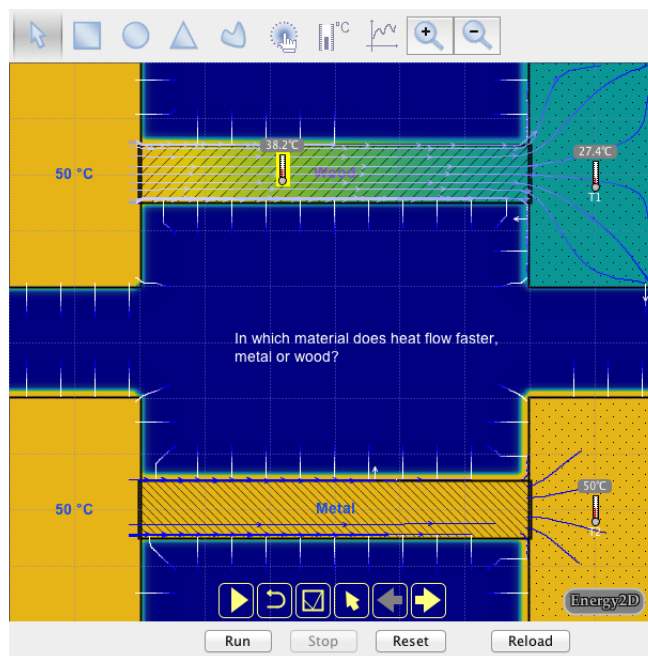 °C
38.2°C
27.4°C
50 °C
Wood
T1
In which material does heat flow faster,
metal or wood?
50°C
50 °C
Metal
T2
Energy2D
Run
Stop
Reset
Reload